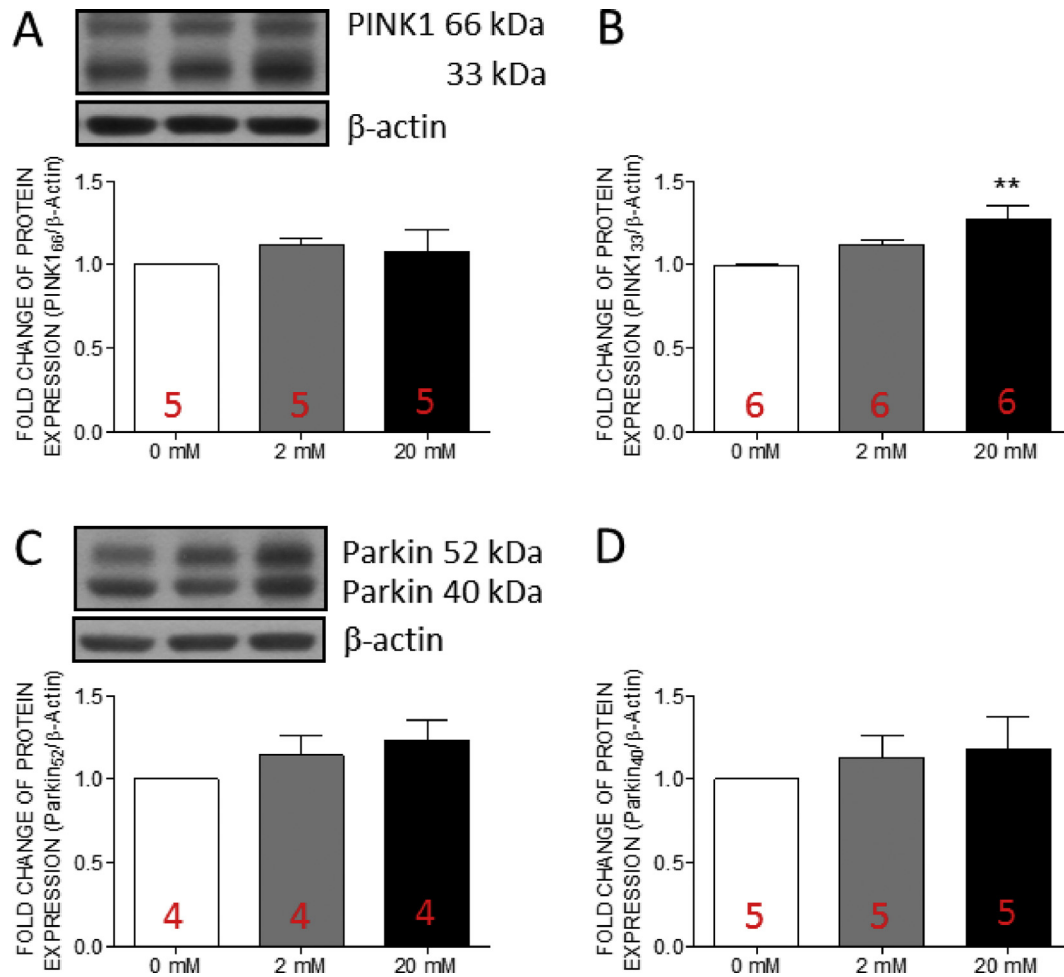 A
PINK1 66 kDa
33 kDa
β-actin
FOLD CHANGE OF PROTEIN
EXPRESSION (PINK1₆₆/β-Actin)
1.5
1.0
0.5
0.0
5
5
5
0 mM
2 mM
20 mM
B
FOLD CHANGE OF PROTEIN
EXPRESSION (PINK1₃₃/β-Actin)
1.5
1.0
0.5
0.0
**
6
6
6
0 mM
2 mM
20 mM
C
Parkin 52 kDa
Parkin 40 kDa
β-actin
FOLD CHANGE OF PROTEIN
EXPRESSION (Parkin₅₂/β-Actin)
1.5
1.0
0.5
0.0
4
4
4
0 mM
2 mM
20 mM
D
FOLD CHANGE OF PROTEIN
EXPRESSION (Parkin₄₀/β-Actin)
1.5
1.0
0.5
0.0
5
5
5
0 mM
2 mM
20 mM